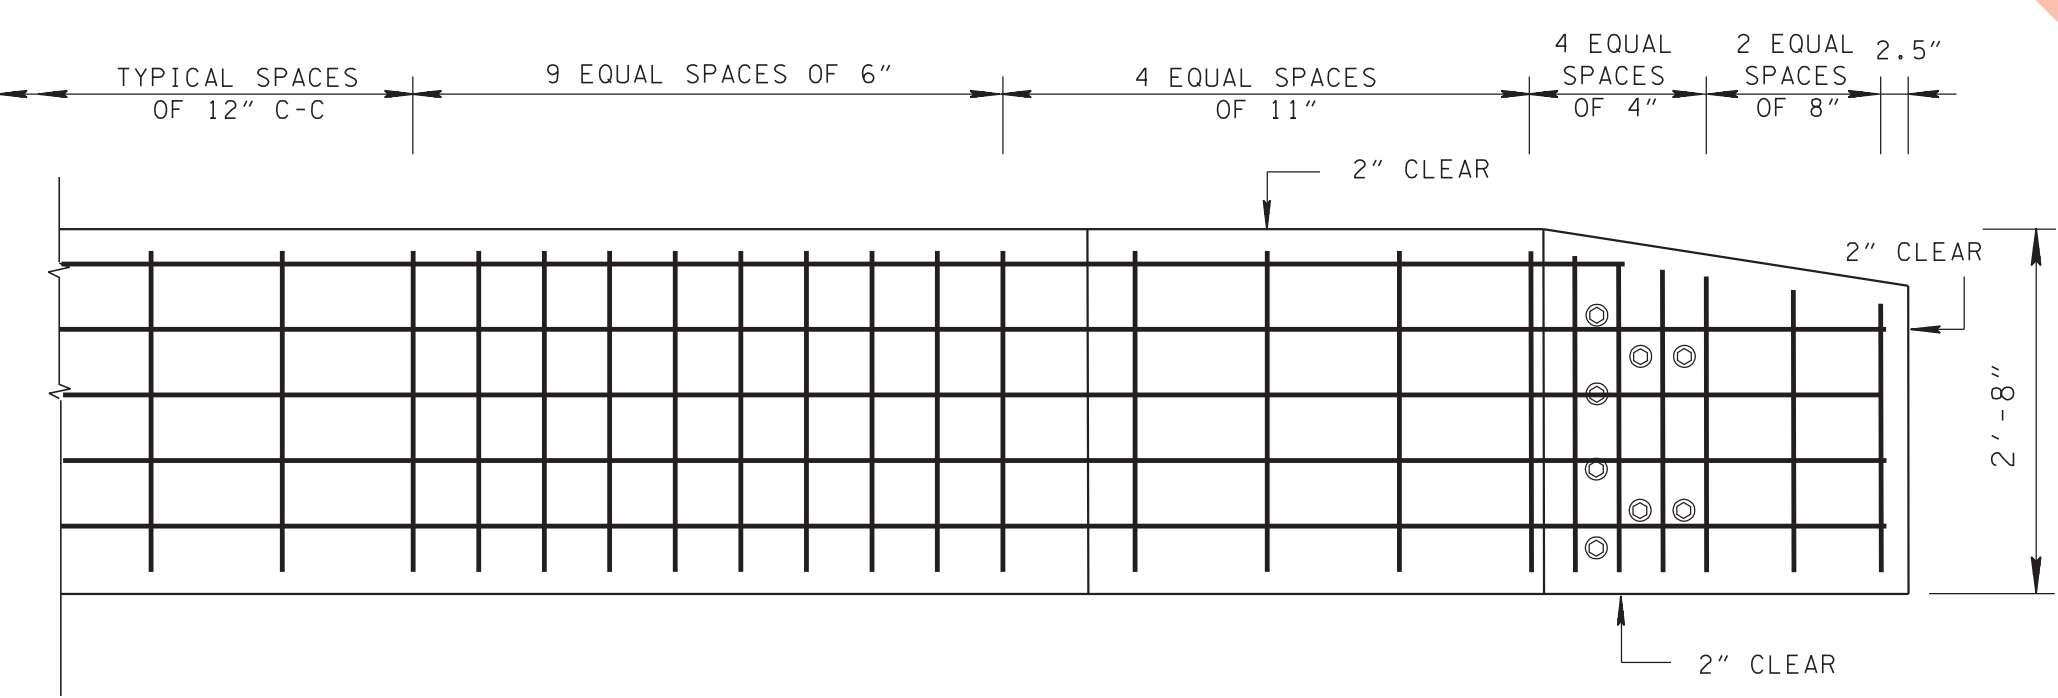 TYPICAL SPACES
OF 12" C-C
9 EQUAL SPACES OF 6"
4 EQUAL SPACES
OF 11"
4 EQUAL
SPACES
OF 4"
2 EQUAL
SPACES
OF 8"
2.5"
2" CLEAR
2" CLEAR
2'-8"
2" CLEAR